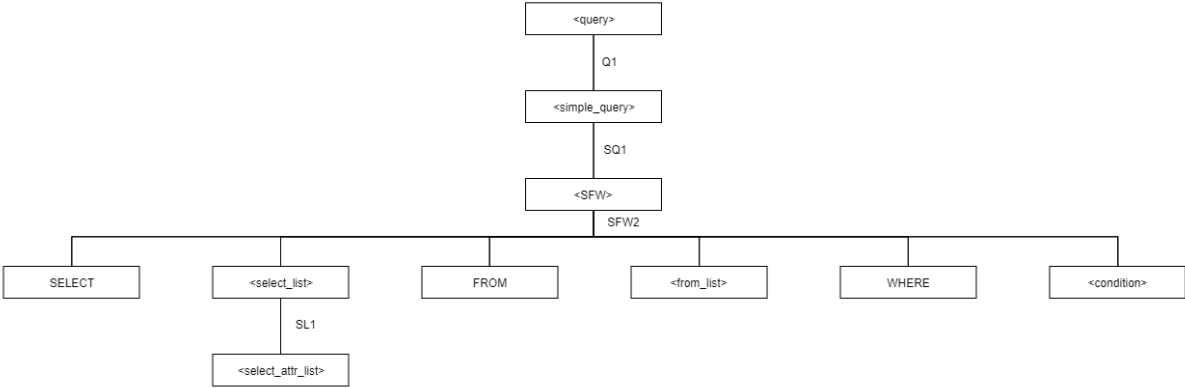 <query>
Q1
<simple_query>
SQ1
<SFW>
SFW2
SELECT
<select_list>
FROM
<from_list>
WHERE
<condition>
SL1
<select_attr_list>